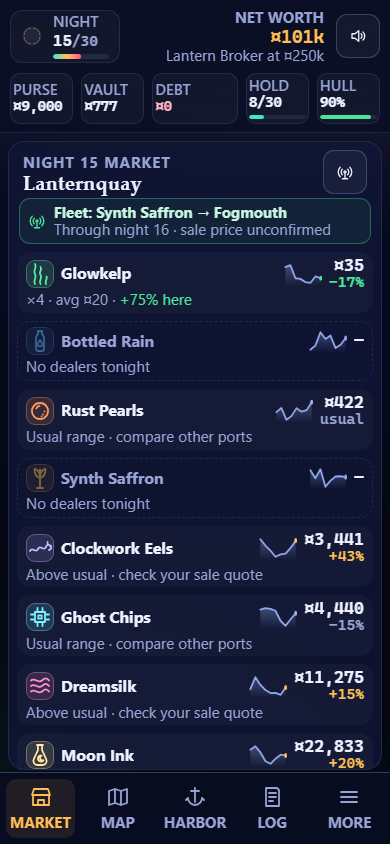 NIGHT
15/30
NET WORTH
¤101k
Lantern Broker at ¤250k
PURSE
¤9,000
VAULT
¤777
DEBT
¤0
HOLD
8/30
HULL
90%
NIGHT 15 MARKET
Lanternquay
Fleet: Synth Saffron → Fogmouth
Through night 16 · sale price unconfirmed
Glowkelp
¤35
−17%
×4 · avg ¤20 · +75% here
Bottled Rain
—
No dealers tonight
Rust Pearls
¤422
usual
Usual range · compare other ports
Synth Saffron
—
No dealers tonight
Clockwork Eels
¤3,441
+43%
Above usual · check your sale quote
Ghost Chips
¤4,440
−15%
Usual range · compare other ports
Dreamsilk
¤11,275
+15%
Above usual · check your sale quote
Moon Ink
¤22,833
+20%
MARKET
MAP
HARBOR
LOG
MORE